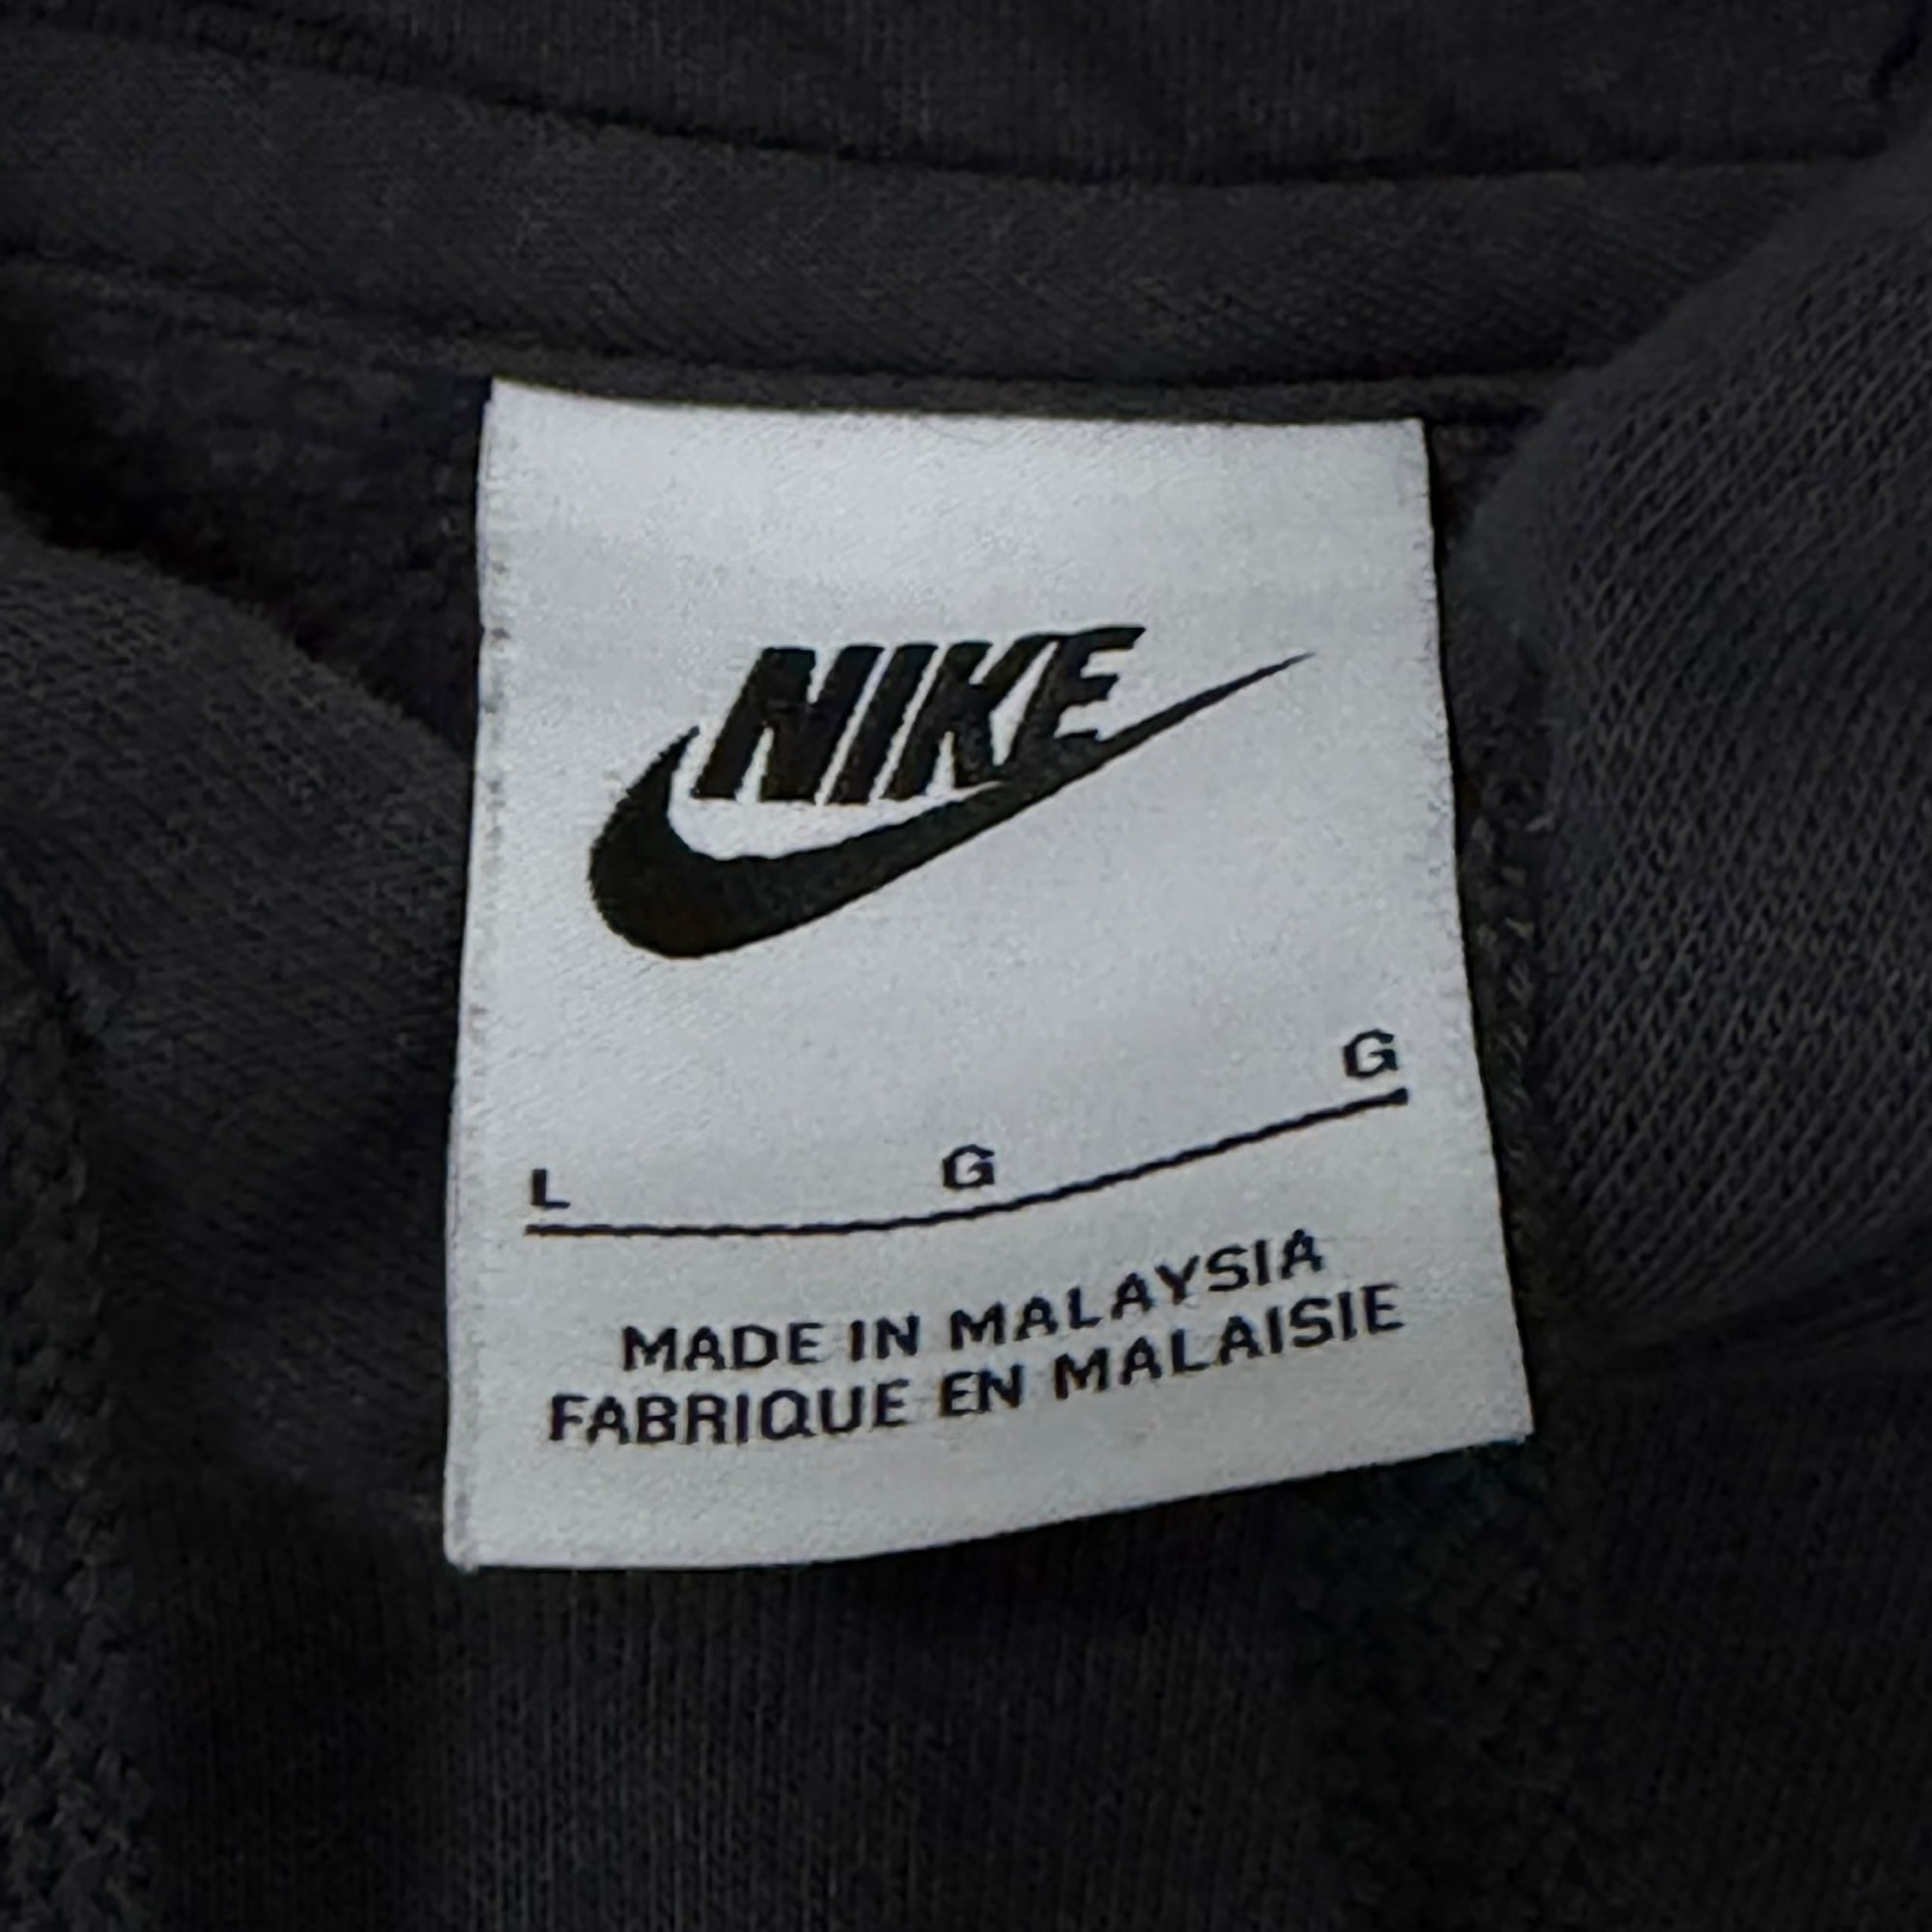 NIKE
L G G
MADE IN MALAYSIA
FABRIQUE EN MALAISIE